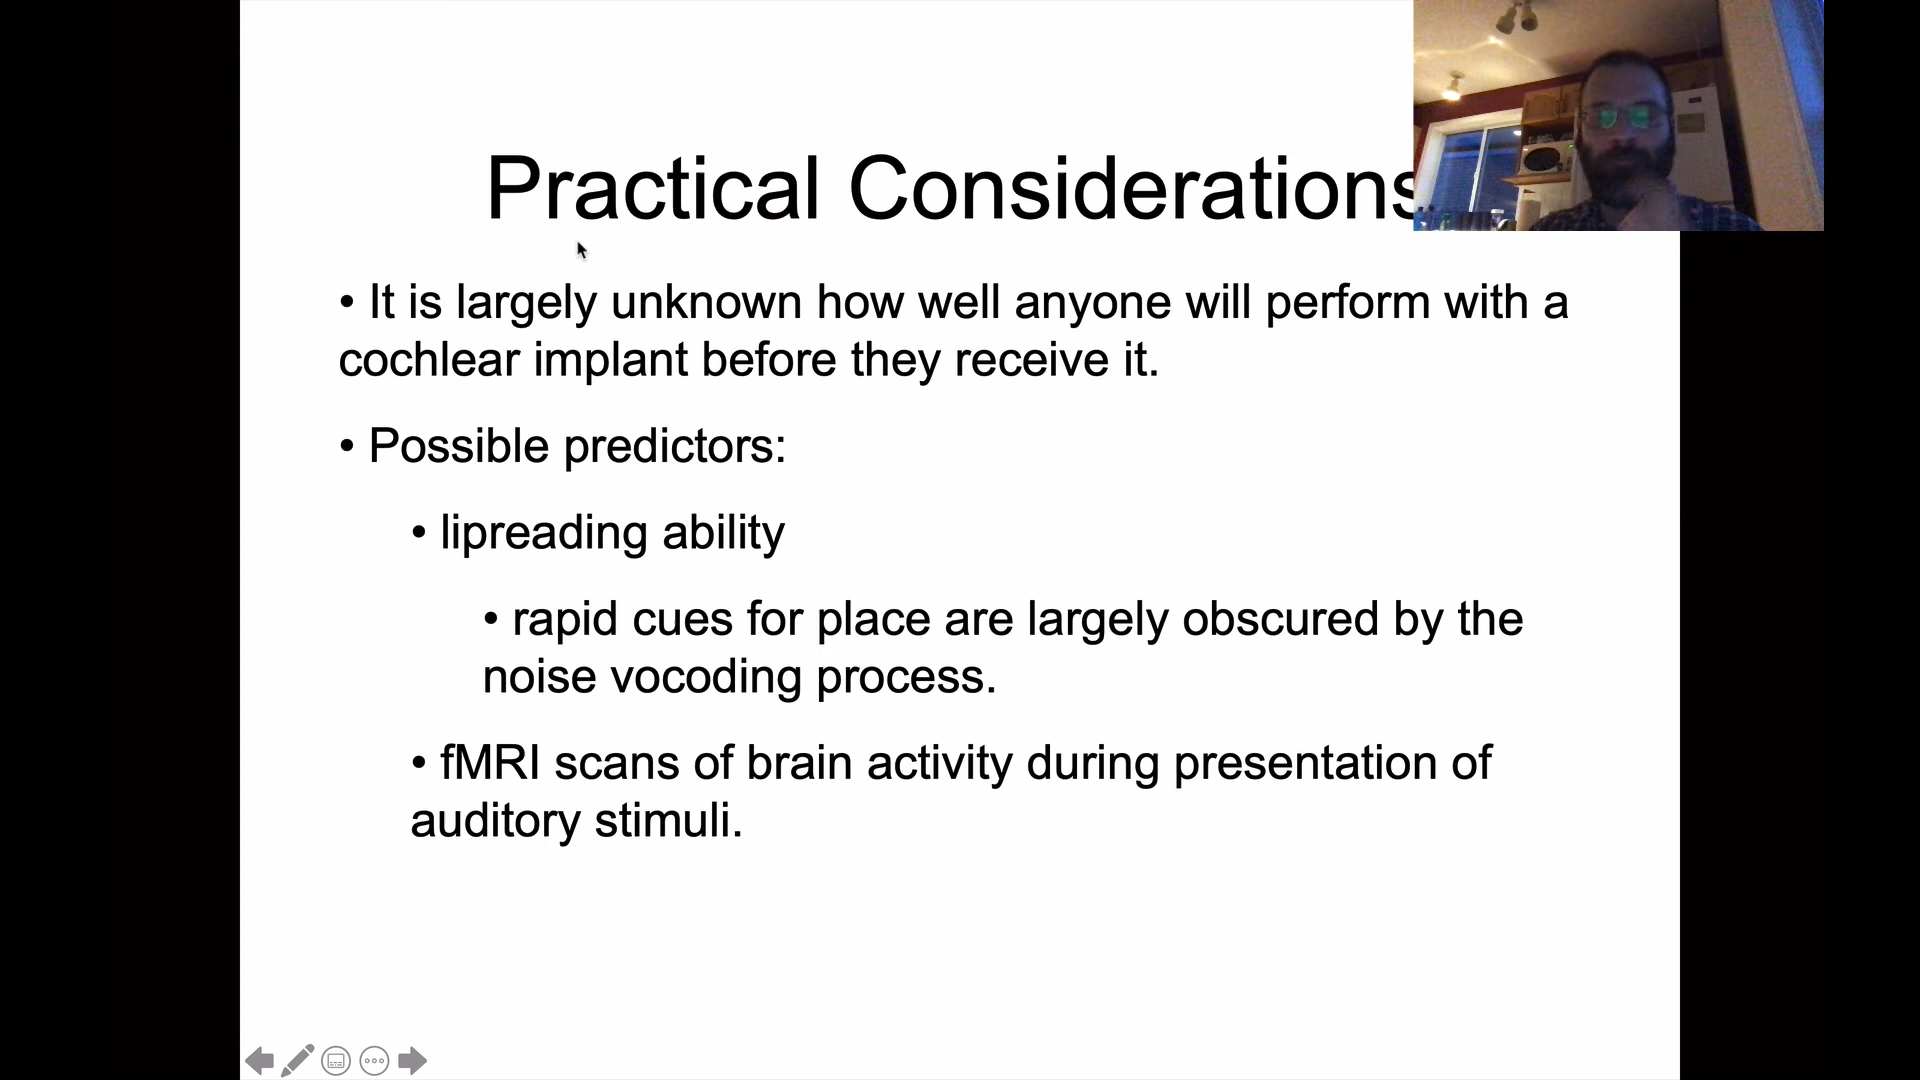 Practical Considerations
• It is largely unknown how well anyone will perform with a
cochlear implant before they receive it.
• Possible predictors:
• lipreading ability
• rapid cues for place are largely obscured by the
noise vocoding process.
• fMRI scans of brain activity during presentation of
auditory stimuli.